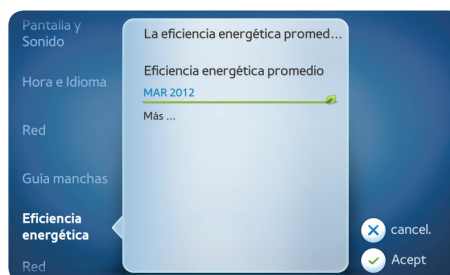 Pantalla y
Sonido
Hora e Idioma
Red
Guía manchas
Eficiencia
energética
Red
La eficiencia energética promed...
Eficiencia energética promedio
MAR 2012
Más ...
cancel.
Acept